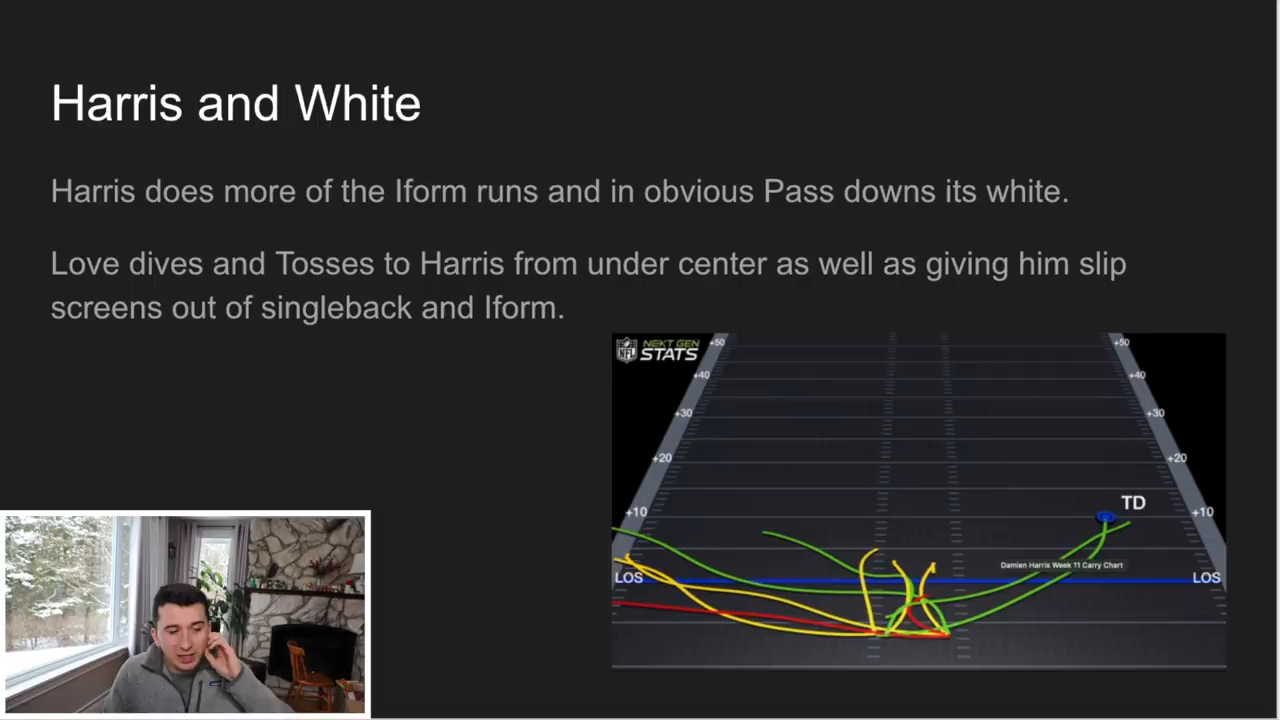 Harris and White
Harris does more of the Iform runs and in obvious Pass downs its white.
Love dives and Tosses to Harris from under center as well as giving him slip
screens out of singleback and Iform.
NFL NEXT GEN STATS
+50 +50
+40 +40
+30 +30
+20 +20
TD
+10 +10
Damien Harris Week 11 Carry Chart
LOS LOS